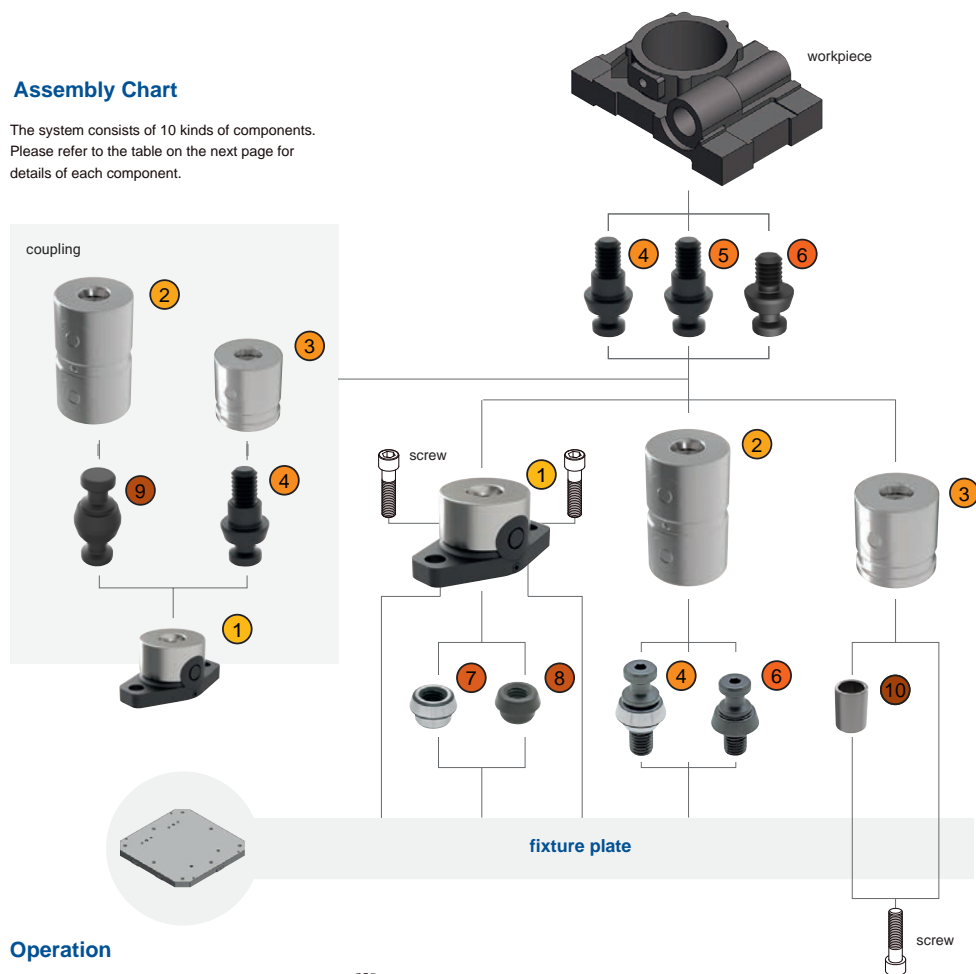 workpiece
Assembly Chart
The system consists of 10 kinds of components.
Please refer to the table on the next page for
details of each component.
coupling
4
5
6
2
3
9
4
1
screw
1
2
3
7
8
4
6
10
fixture plate
screw
Operation